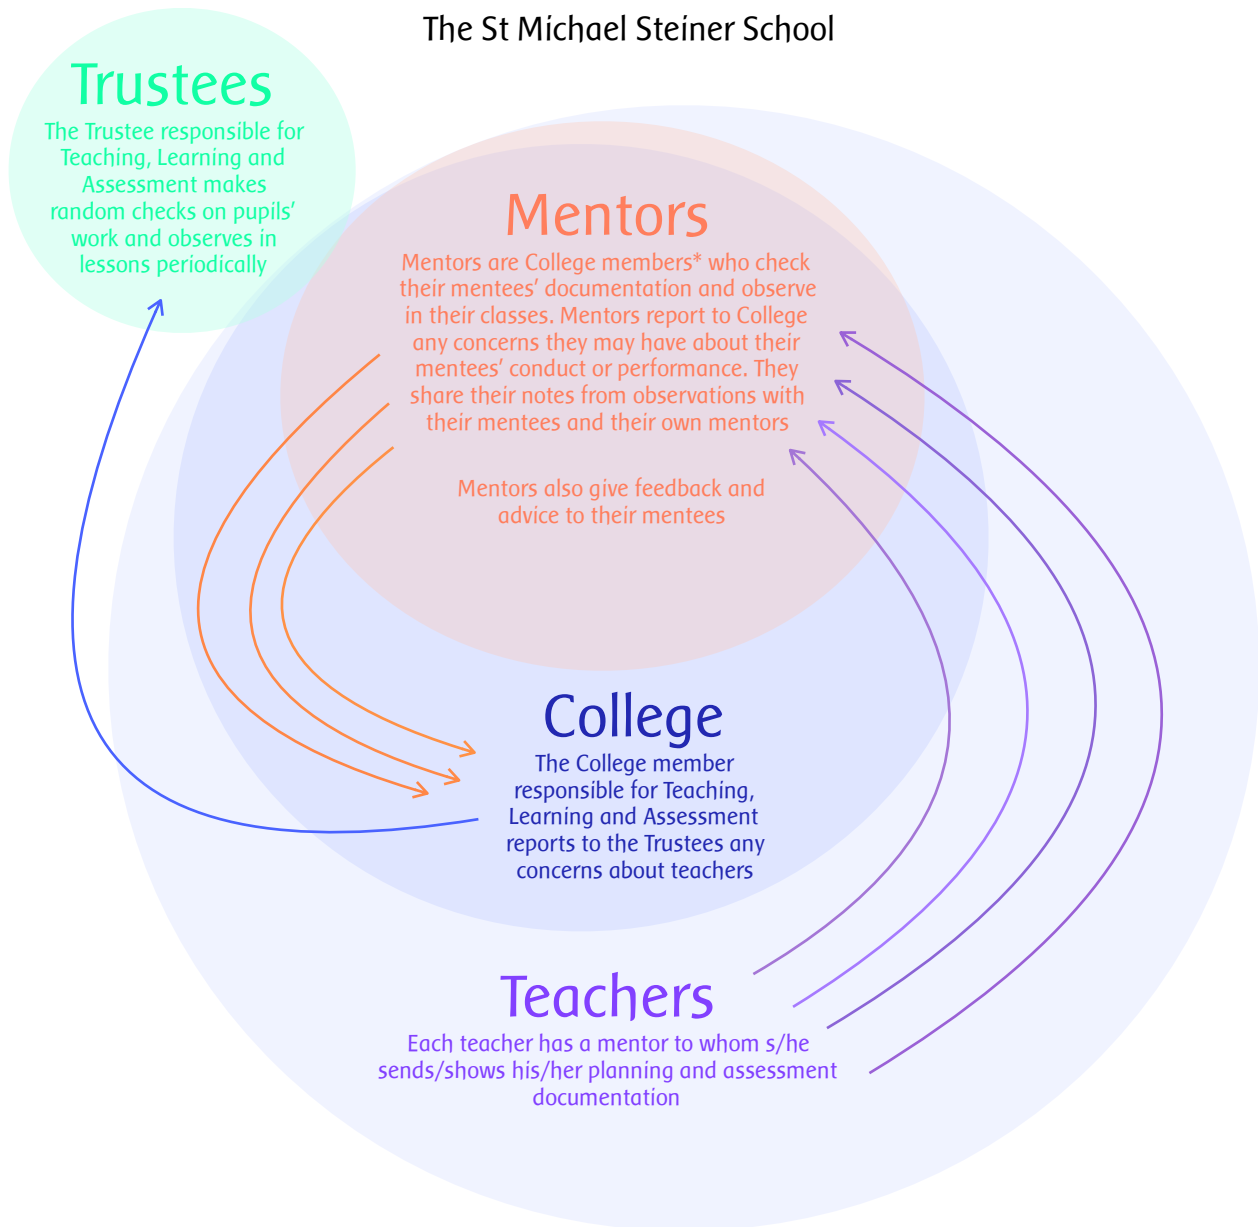 The St Michael Steiner School
Trustees
The Trustee responsible for
Teaching, Learning and
Assessment makes
random checks on pupils’
work and observes in
lessons periodically
Mentors
Mentors are College members* who check
their mentees’ documentation and observe
in their classes. Mentors report to College
any concerns they may have about their
mentees’ conduct or performance. They
share their notes from observations with
their mentees and their own mentors
Mentors also give feedback and
advice to their mentees
College
The College member
responsible for Teaching,
Learning and Assessment
reports to the Trustees any
concerns about teachers
Teachers
Each teacher has a mentor to whom s/he
sends/shows his/her planning and assessment
documentation